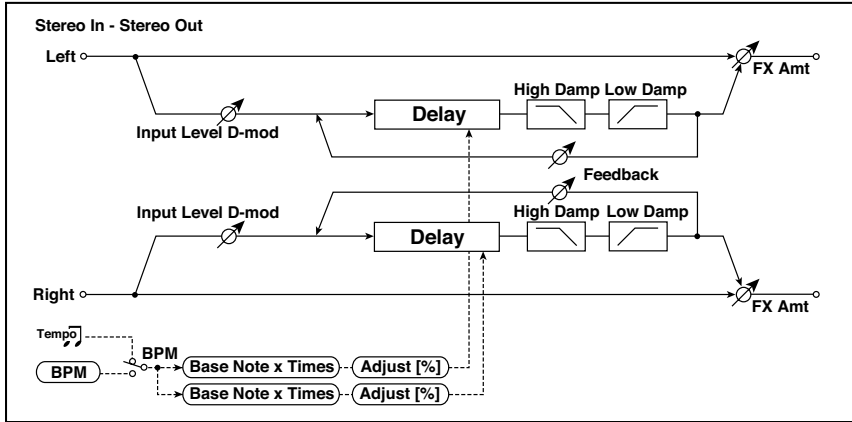 Stereo In - Stereo Out
Left
FX Amt
High Damp Low Damp
Delay
Input Level D-mod
Feedback
Input Level D-mod
High Damp Low Damp
Delay
Right
FX Amt
Tempo
BPM
BPM
Base Note x Times
Adjust [%]
Base Note x Times
Adjust [%]